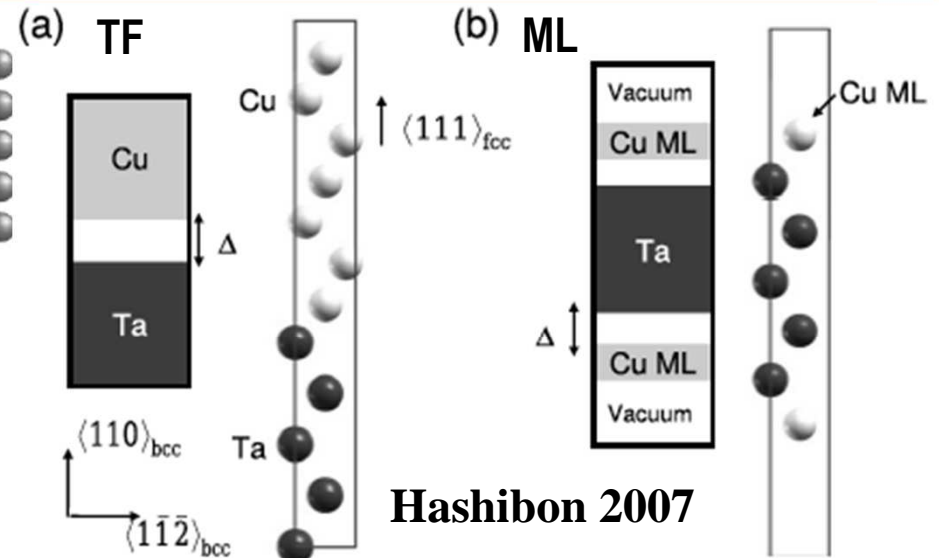 (a) TF
Cu
Δ
Ta
⟨110⟩bcc
⟨11̄2̄⟩bcc
Cu
⟨111⟩fcc
Ta
(b) ML
Vacuum
Cu ML
Ta
Δ
Cu ML
Vacuum
Cu ML
Hashibon 2007